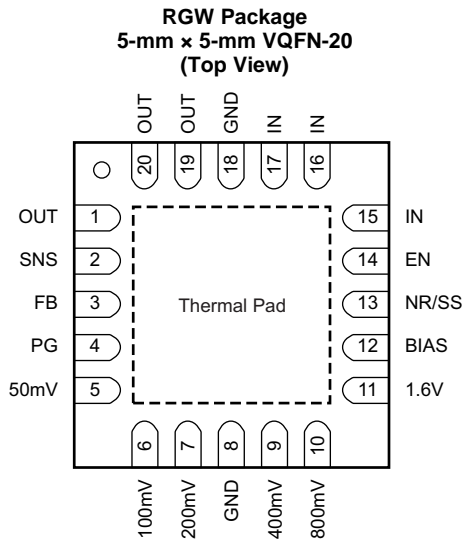 RGW Package
5-mm × 5-mm VQFN-20
(Top View)
OUT
OUT
GND
IN
IN
20
19
18
17
16
OUT 1
15 IN
SNS 2
14 EN
FB 3
Thermal Pad
13 NR/SS
PG 4
12 BIAS
50mV 5
11 1.6V
6
7
8
9
10
100mV
200mV
GND
400mV
800mV